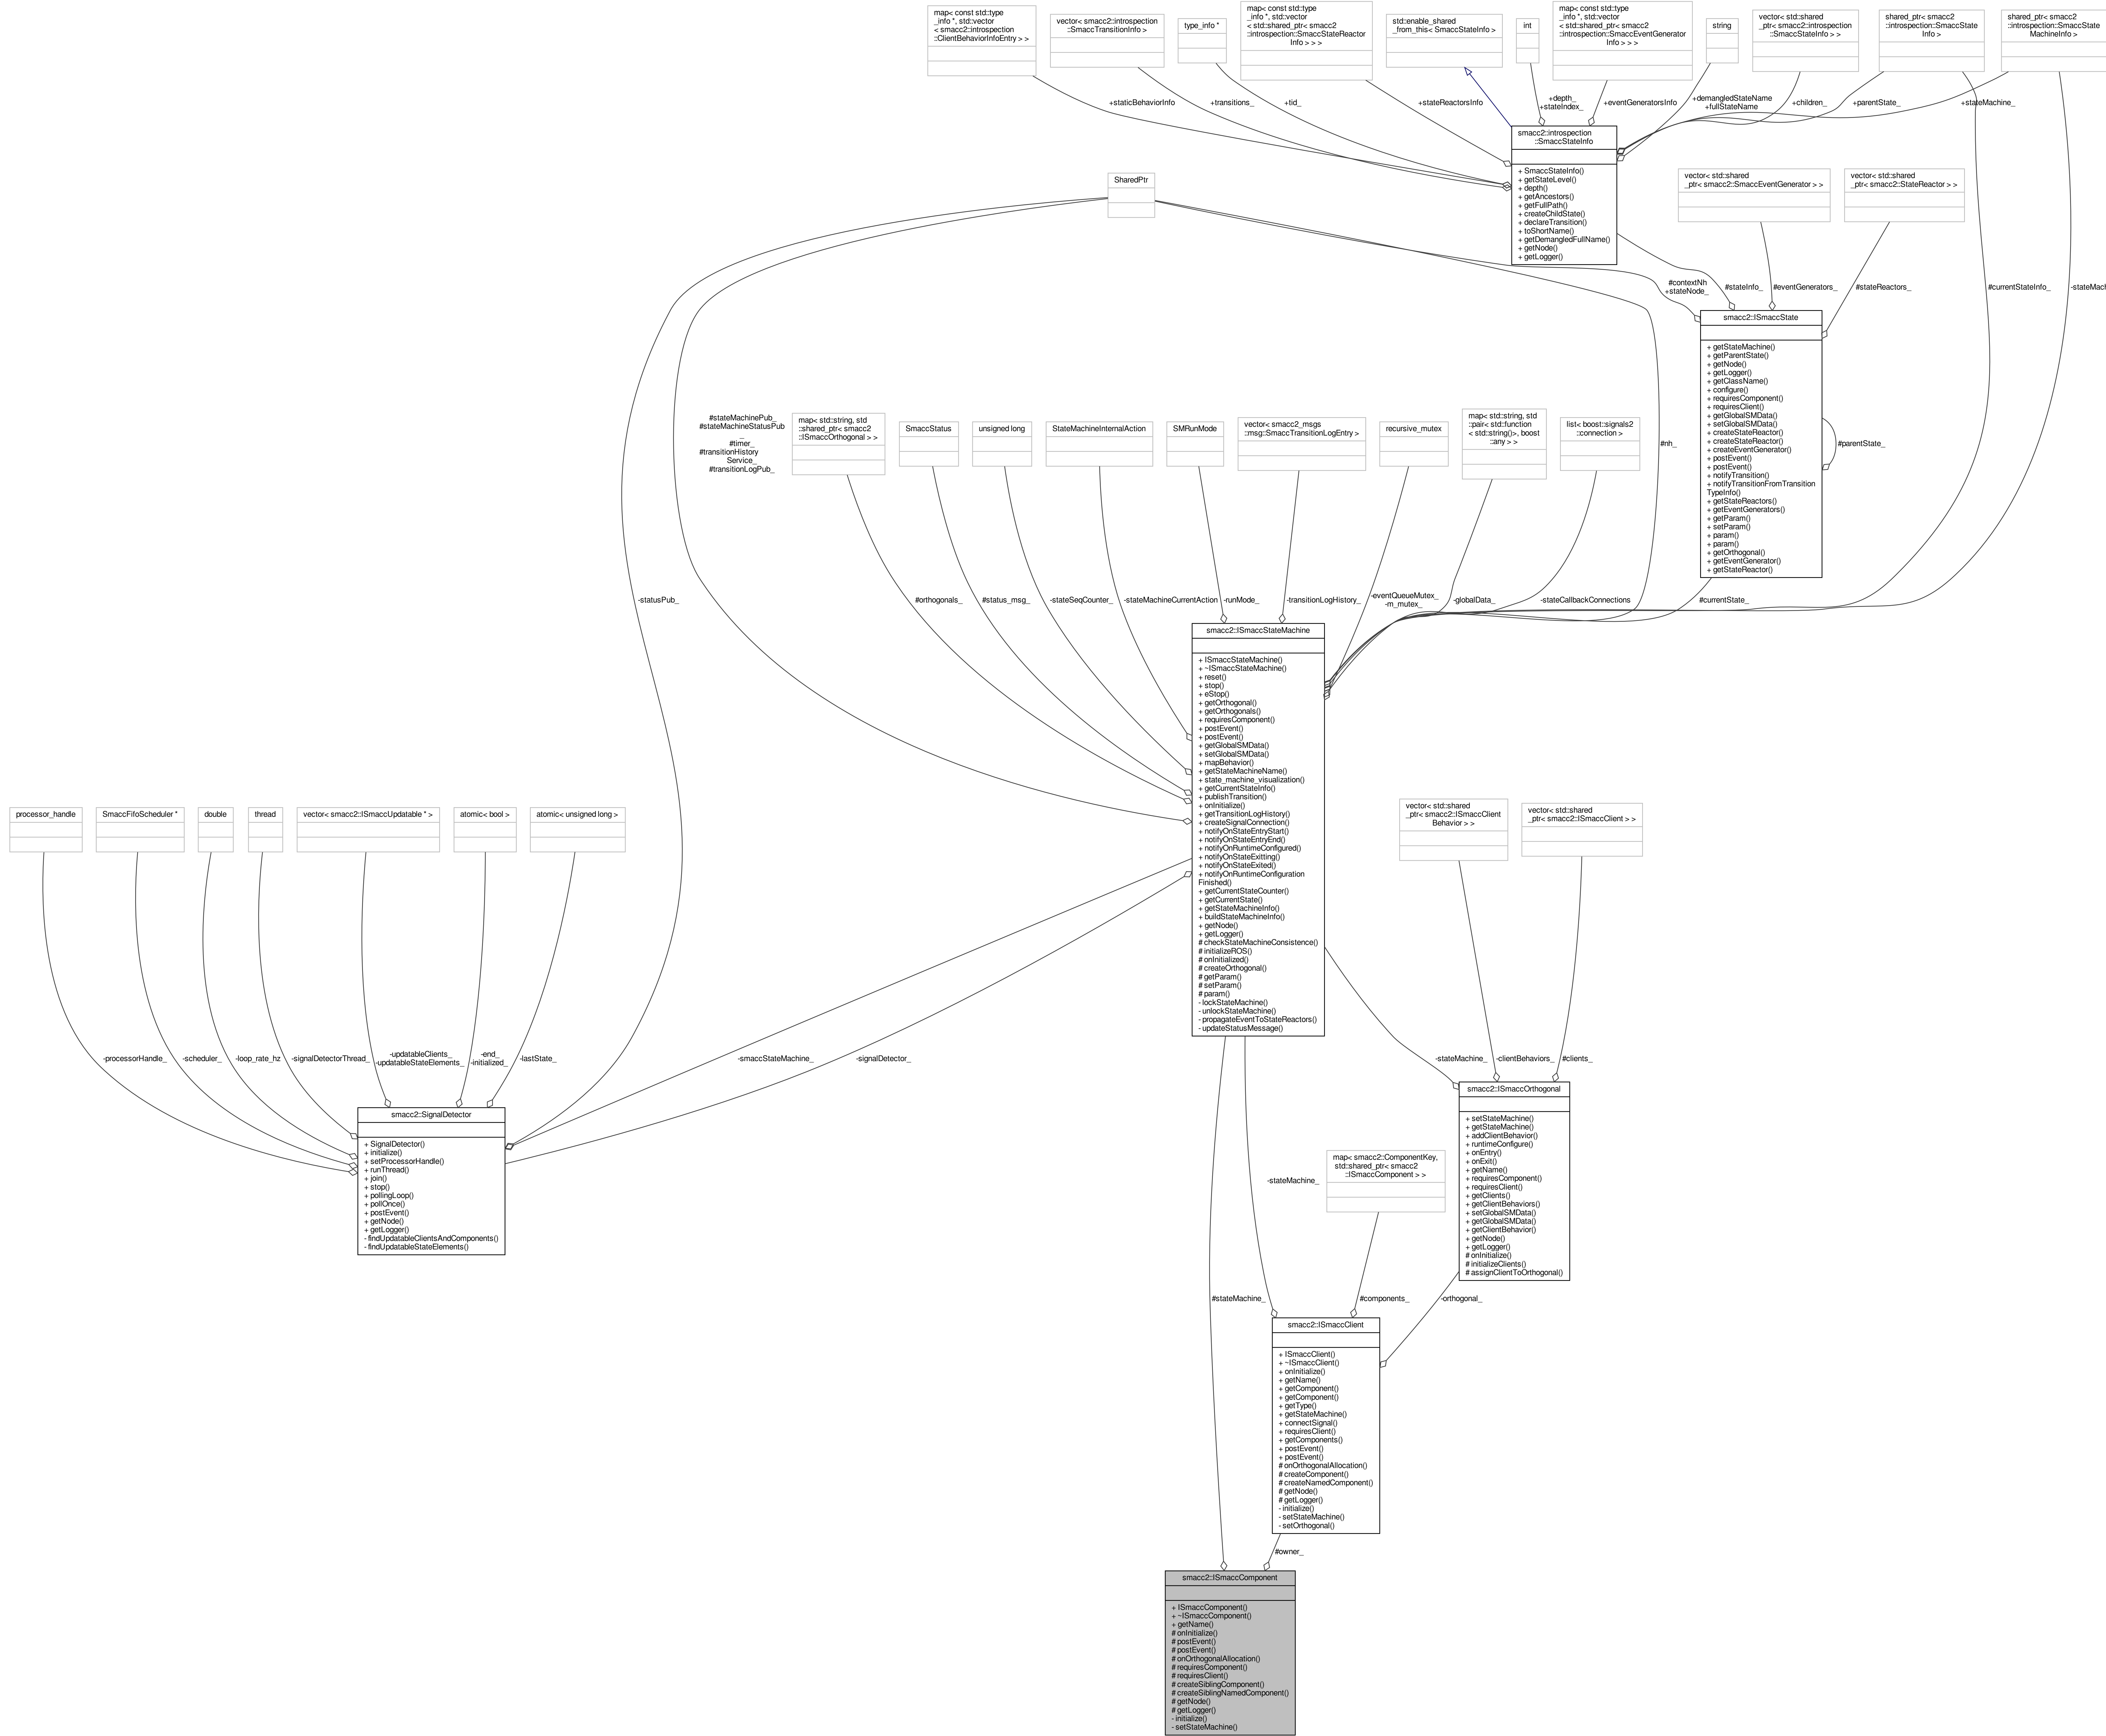 map< const std::type
_info *, std::vector
< smacc2::introspection
::ClientBehaviorInfoEntry > >
vector< smacc2::introspection
::SmaccTransitionInfo >
type_info *
map< const std::type
_info *, std::vector
< std::shared_ptr< smacc2
::introspection::SmaccStateReactor
Info > > >
std::enable_shared
_from_this< SmaccStateInfo >
int
map< const std::type
_info *, std::vector
< std::shared_ptr< smacc2
::introspection::SmaccEventGenerator
Info > > >
string
vector< std::shared
_ptr< smacc2::introspection
::SmaccStateInfo > >
shared_ptr< smacc2
::introspection::SmaccState
Info >
shared_ptr< smacc2
::introspection::SmaccState
MachineInfo >
+staticBehaviorInfo
+transitions_
+tid_
+stateReactorsInfo
+depth_
+stateIndex_
+eventGeneratorsInfo
+demangledStateName
+fullStateName
+children_
+parentState_
+stateMachine_
smacc2::introspection
::SmaccStateInfo
+ SmaccStateInfo()
+ getStateLevel()
+ depth()
+ getAncestors()
+ getFullPath()
+ createChildState()
+ declareTransition()
+ toShortName()
+ getDemangledFullName()
+ getNode()
+ getLogger()
SharedPtr
vector< std::shared
_ptr< smacc2::SmaccEventGenerator > >
vector< std::shared
_ptr< smacc2::StateReactor > >
#contextNh
+stateNode_
#stateInfo_
#eventGenerators_
#stateReactors_
#currentStateInfo_
-stateMach
smacc2::ISmaccState
+ getStateMachine()
+ getParentState()
+ getNode()
+ getLogger()
+ getClassName()
+ configure()
+ requiresComponent()
+ requiresClient()
+ getGlobalSMData()
+ setGlobalSMData()
+ createStateReactor()
+ createStateReactor()
+ createEventGenerator()
+ postEvent()
+ postEvent()
+ notifyTransition()
+ notifyTransitionFromTransition
TypeInfo()
+ getStateReactors()
+ getEventGenerators()
+ getParam()
+ setParam()
+ param()
+ param()
+ getOrthogonal()
+ getEventGenerator()
+ getStateReactor()
#parentState_
#stateMachinePub_
#stateMachineStatusPub
_
#timer_
#transitionHistory
Service_
#transitionLogPub_
map< std::string, std
::shared_ptr< smacc2
::ISmaccOrthogonal > >
SmaccStatus
unsigned long
StateMachineInternalAction
SMRunMode
vector< smacc2_msgs
::msg::SmaccTransitionLogEntry >
recursive_mutex
map< std::string, std
::pair< std::function
< std::string()>, boost
::any > >
list< boost::signals2
::connection >
#nh_
-statusPub_
#orthogonals_
#status_msg_
-stateSeqCounter_
-stateMachineCurrentAction
-runMode_
-transitionLogHistory_
-eventQueueMutex_
-m_mutex_
-globalData_
-stateCallbackConnections
#currentState_
smacc2::ISmaccStateMachine
+ ISmaccStateMachine()
+ ~ISmaccStateMachine()
+ reset()
+ stop()
+ eStop()
+ getOrthogonal()
+ getOrthogonals()
+ requiresComponent()
+ postEvent()
+ postEvent()
+ getGlobalSMData()
+ setGlobalSMData()
+ mapBehavior()
+ getStateMachineName()
+ state_machine_visualization()
+ getCurrentStateInfo()
+ publishTransition()
+ onInitialize()
+ getTransitionLogHistory()
+ createSignalConnection()
+ notifyOnStateEntryStart()
+ notifyOnStateEntryEnd()
+ notifyOnRuntimeConfigured()
+ notifyOnStateExitting()
+ notifyOnStateExited()
+ notifyOnRuntimeConfiguration
Finished()
+ getCurrentStateCounter()
+ getCurrentState()
+ getStateMachineInfo()
+ buildStateMachineInfo()
+ getNode()
+ getLogger()
# checkStateMachineConsistence()
# initializeROS()
# onInitialized()
# createOrthogonal()
# getParam()
# setParam()
# param()
- lockStateMachine()
- unlockStateMachine()
- propagateEventToStateReactors()
- updateStatusMessage()
processor_handle
SmaccFifoScheduler *
double
thread
vector< smacc2::ISmaccUpdatable * >
atomic< bool >
atomic< unsigned long >
vector< std::shared
_ptr< smacc2::ISmaccClient
Behavior > >
vector< std::shared
_ptr< smacc2::ISmaccClient > >
-processorHandle_
-scheduler_
-loop_rate_hz
-signalDetectorThread_
-updatableClients_
-updatableStateElements_
-end_
-initialized_
-lastState_
-smaccStateMachine_
-signalDetector_
-stateMachine_
-clientBehaviors_
#clients_
smacc2::SignalDetector
+ SignalDetector()
+ initialize()
+ setProcessorHandle()
+ runThread()
+ join()
+ stop()
+ pollingLoop()
+ pollOnce()
+ postEvent()
+ getNode()
+ getLogger()
- findUpdatableClientsAndComponents()
- findUpdatableStateElements()
smacc2::ISmaccOrthogonal
+ setStateMachine()
+ getStateMachine()
+ addClientBehavior()
+ runtimeConfigure()
+ onEntry()
+ onExit()
+ getName()
+ requiresComponent()
+ requiresClient()
+ getClients()
+ getClientBehaviors()
+ setGlobalSMData()
+ getGlobalSMData()
+ getClientBehavior()
+ getNode()
+ getLogger()
# onInitialize()
# initializeClients()
# assignClientToOrthogonal()
map< smacc2::ComponentKey,
std::shared_ptr< smacc2
::ISmaccComponent > >
-stateMachine_
#stateMachine_
#components_
-orthogonal_
smacc2::ISmaccClient
+ ISmaccClient()
+ ~ISmaccClient()
+ onInitialize()
+ getName()
+ getComponent()
+ getComponent()
+ getType()
+ getStateMachine()
+ connectSignal()
+ requiresClient()
+ getComponents()
+ postEvent()
+ postEvent()
# onOrthogonalAllocation()
# createComponent()
# createNamedComponent()
# getNode()
# getLogger()
- initialize()
- setStateMachine()
- setOrthogonal()
#owner_
smacc2::ISmaccComponent
+ ISmaccComponent()
+ ~ISmaccComponent()
+ getName()
# onInitialize()
# postEvent()
# postEvent()
# onOrthogonalAllocation()
# requiresComponent()
# requiresClient()
# createSiblingComponent()
# createSiblingNamedComponent()
# getNode()
# getLogger()
- initialize()
- setStateMachine()